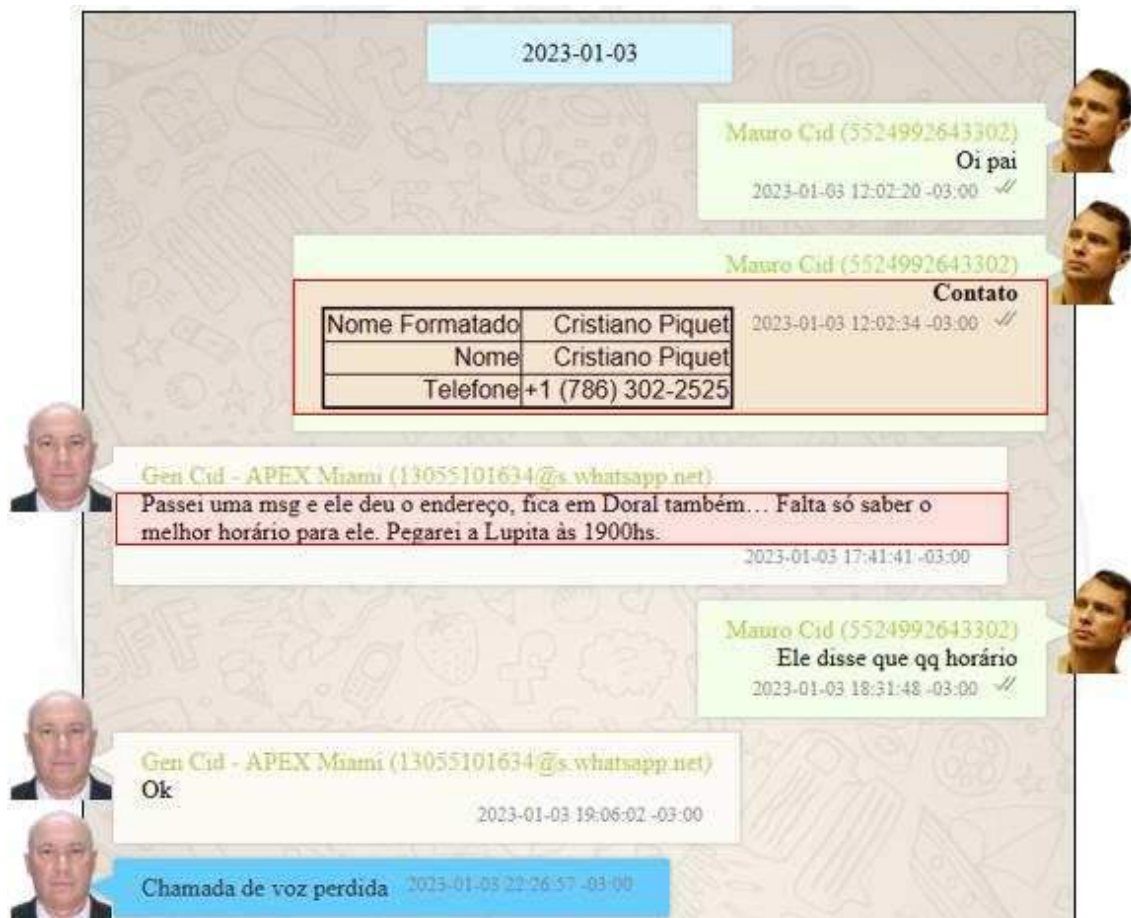 2023-01-03
Mauro Cid (5524992643302)
Oi pai
2023-01-03 12:02:20 -03:00
Mauro Cid (5524992643302)
Contato
2023-01-03 12:02:34 -03:00
Nome Formatado Cristiano Piquet
Nome Cristiano Piquet
Telefone +1 (786) 302-2525
Gen Cid - APEX Miami (13055101634@s.whatsapp.net)
Passei uma msg e ele deu o endereço, fica em Doral também… Falta só saber o
melhor horário para ele. Pegarei a Lupita às 1900hs.
2023-01-03 17:41:41 -03:00
Mauro Cid (5524992643302)
Ele disse que qq horário
2023-01-03 18:31:48 -03:00
Gen Cid - APEX Miami (13055101634@s.whatsapp.net)
Ok
2023-01-03 19:06:02 -03:00
Chamada de voz perdida 2023-01-03 22:26:57 -03:00